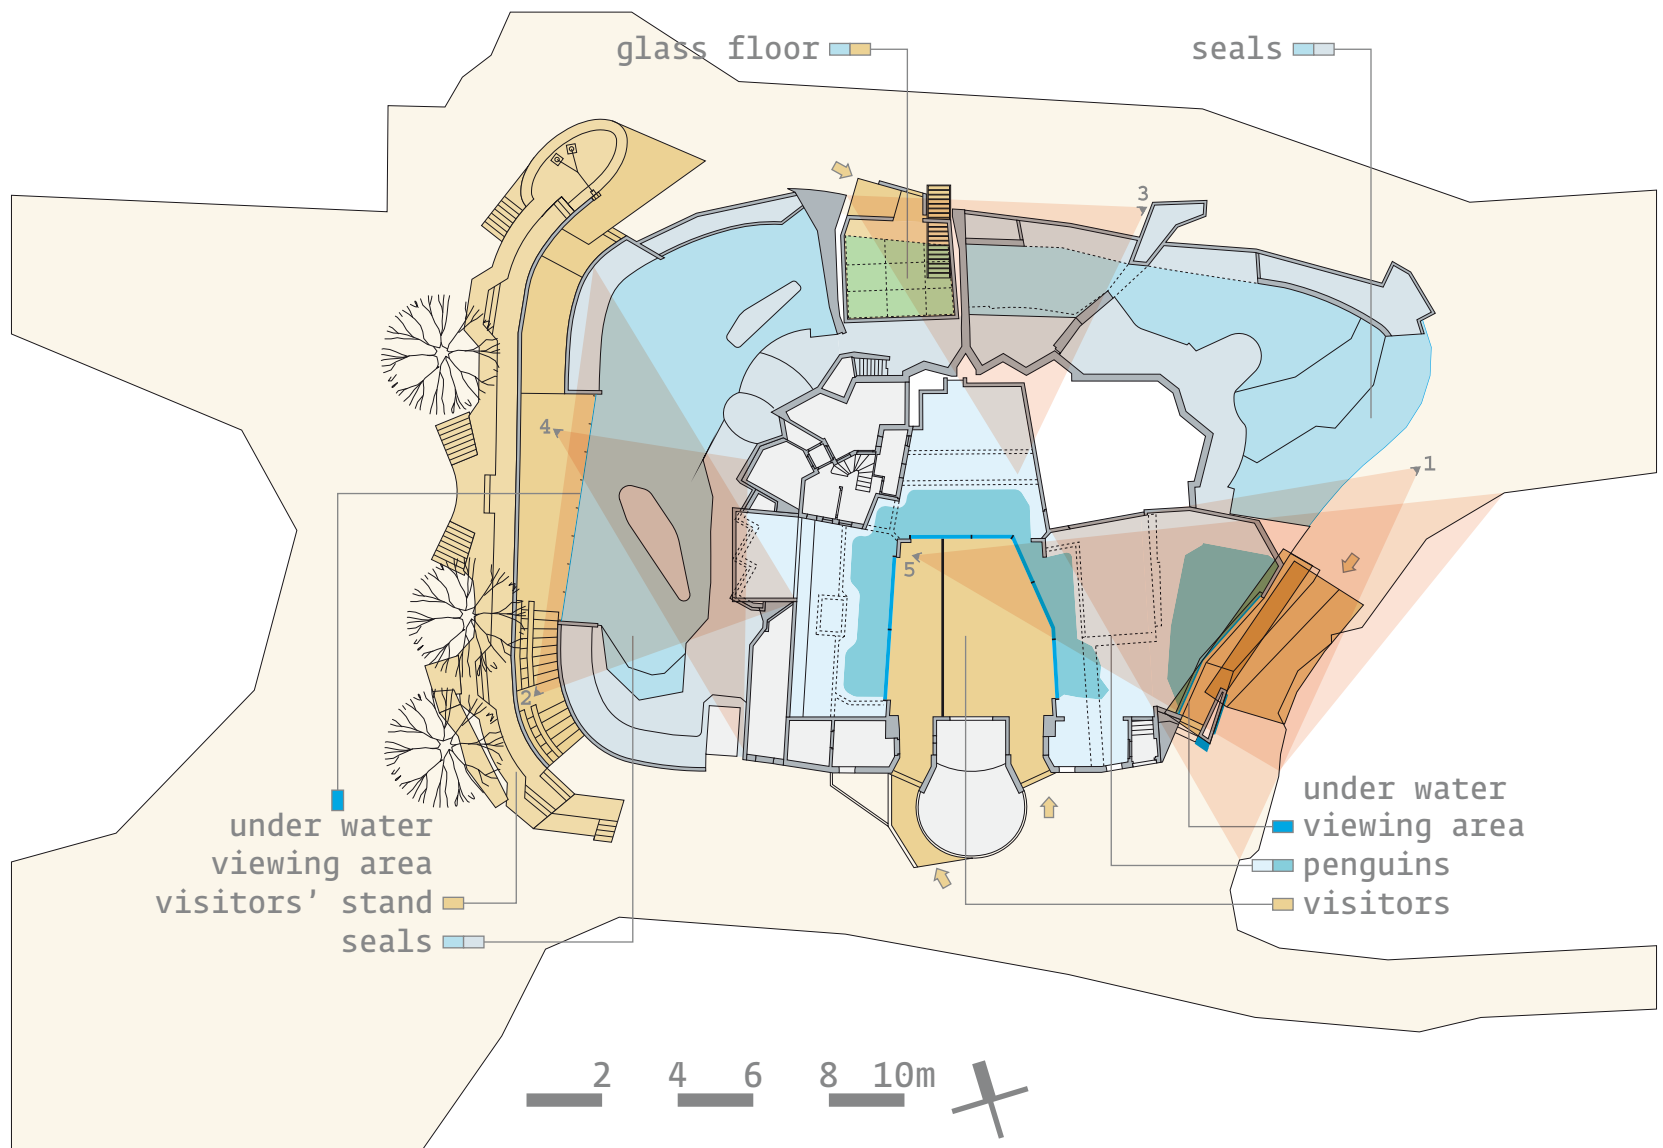 glass floor
seals
3
4
1
5
2
under water
viewing area
visitors’ stand
seals
under water
viewing area
penguins
visitors
2 4 6 8 10m